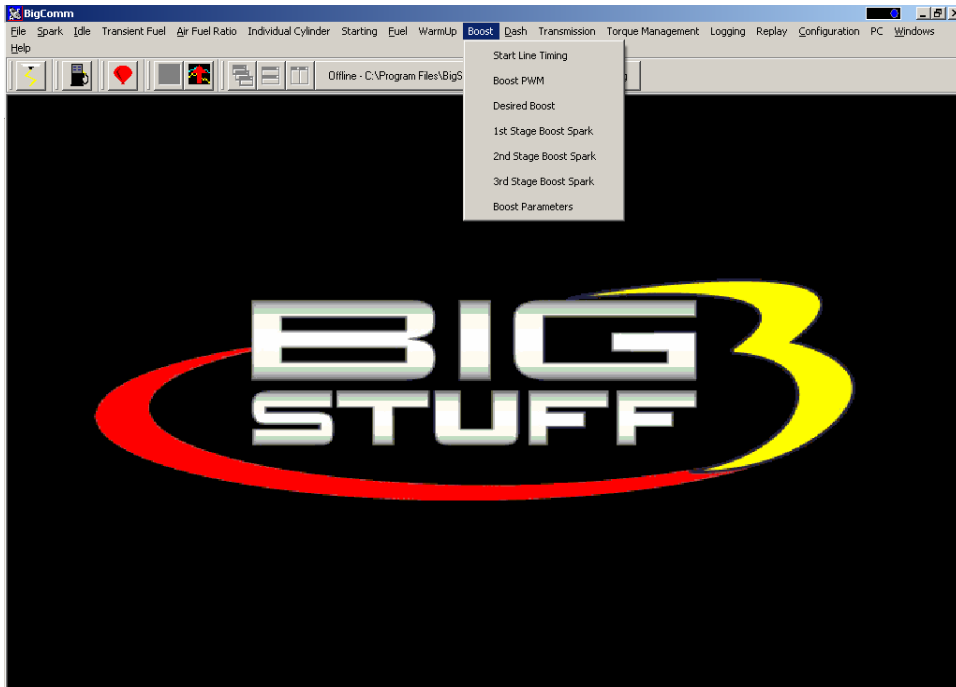 BigComm
File Spark Idle Transient Fuel Air Fuel Ratio Individual Cylinder Starting Fuel WarmUp Boost Dash Transmission Torque Management Logging Replay Configuration PC Windows
Help
Offline - C:\Program Files\BigS
Start Line Timing
Boost PWM
Desired Boost
1st Stage Boost Spark
2nd Stage Boost Spark
3rd Stage Boost Spark
Boost Parameters
BIG 3
STUFF